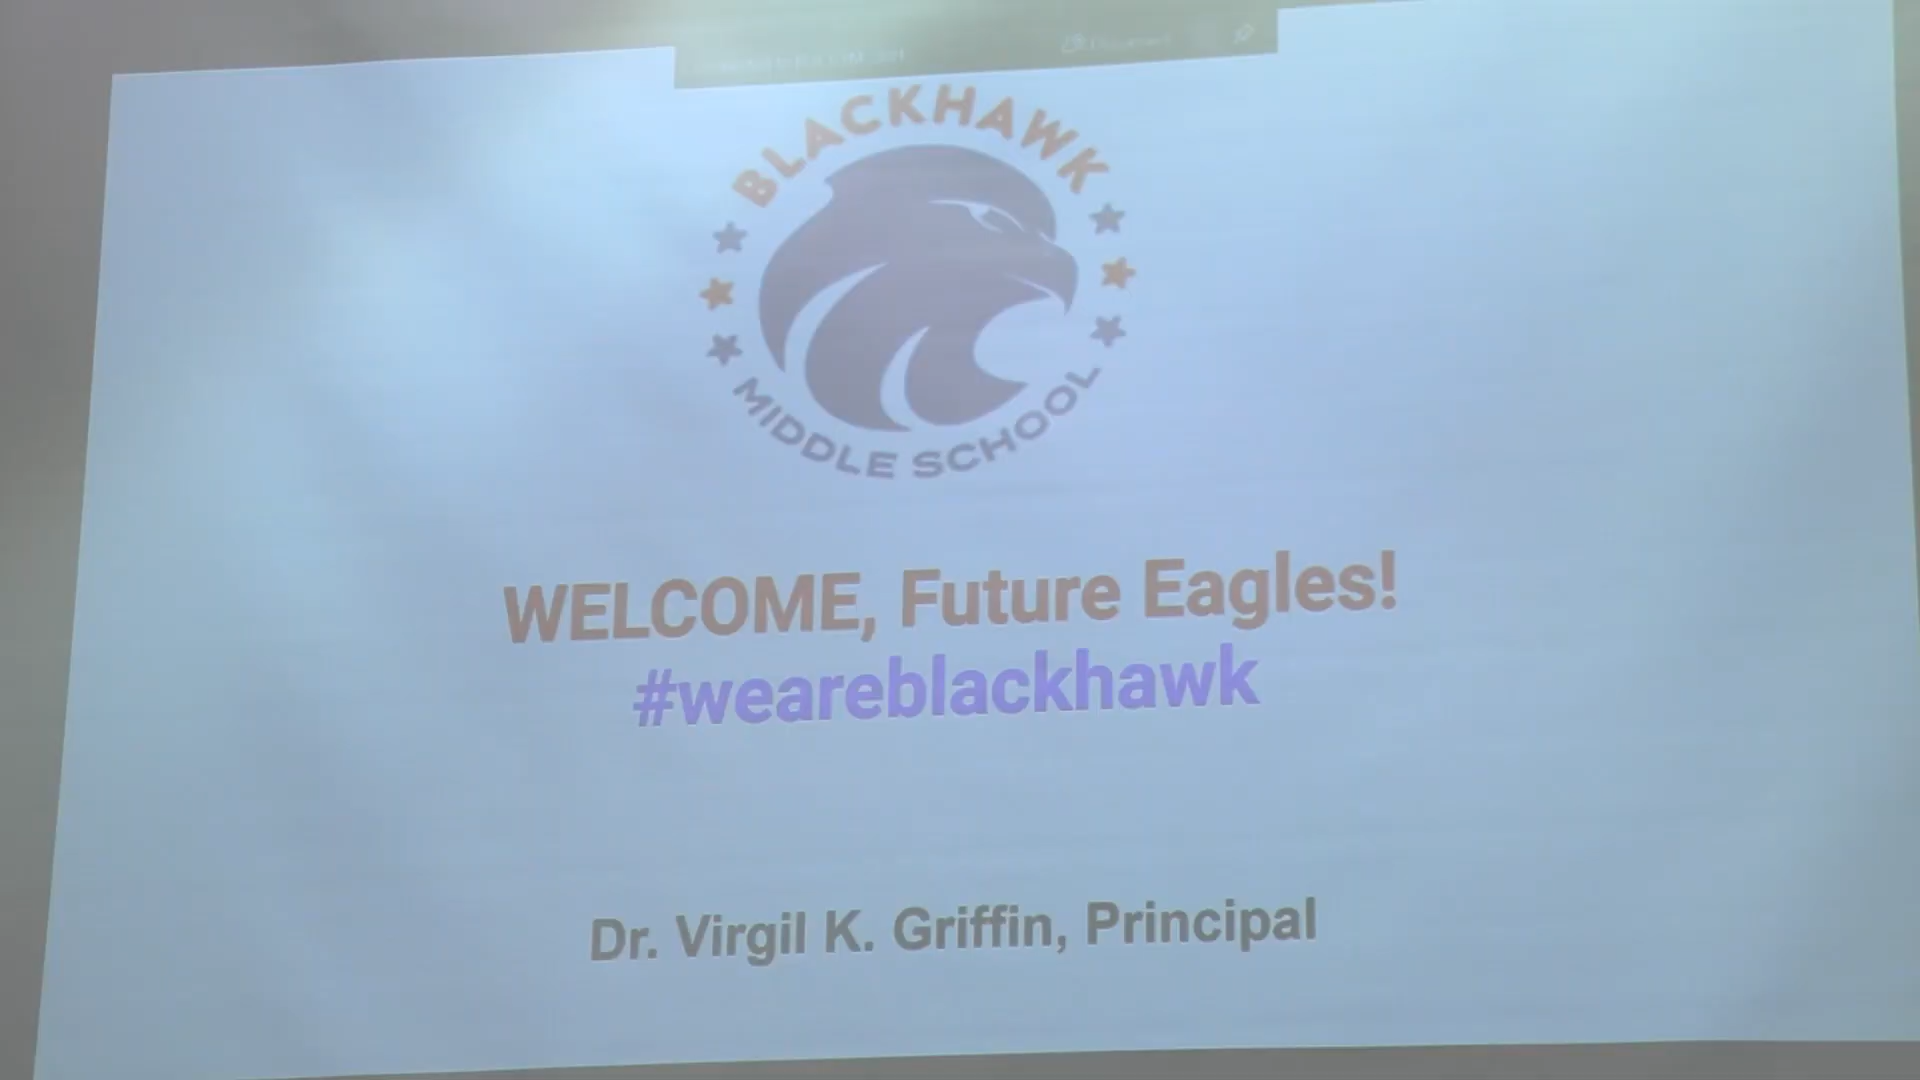 BLACKHAWK
MIDDLE SCHOOL
WELCOME, Future Eagles!
#weareblackhawk
Dr. Virgil K. Griffin, Principal